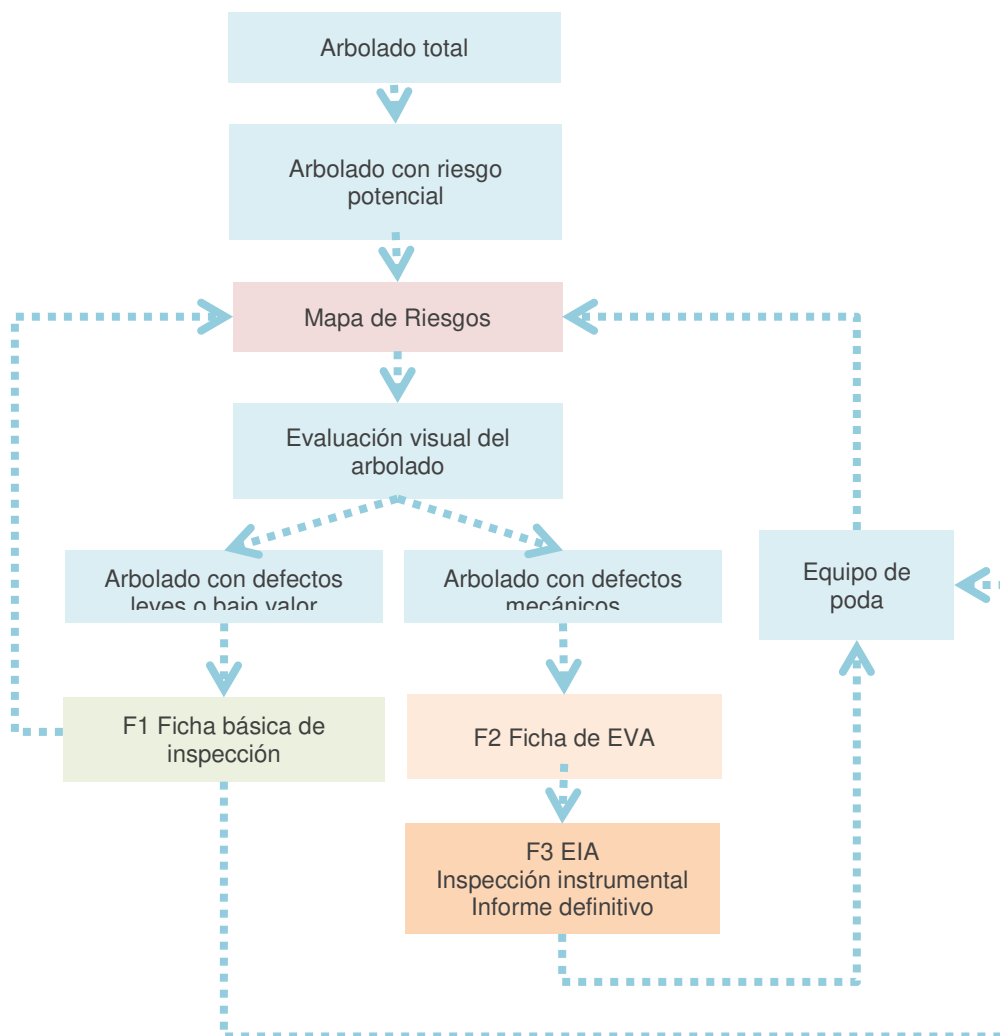 Arbolado total
Arbolado con riesgo
potencial
Mapa de Riesgos
Evaluación visual del
arbolado
Arbolado con defectos
leves o bajo valor
Arbolado con defectos
mecánicos
Equipo de
poda
F1 Ficha básica de
inspección
F2 Ficha de EVA
F3 EIA
Inspección instrumental
Informe definitivo